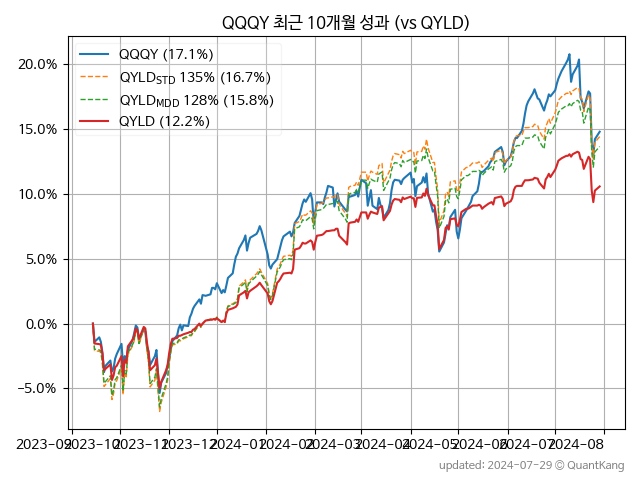 QQQY 최근 10개월 성과 (vs QYLD)
QQQY (17.1%)
QYLD_STD 135% (16.7%)
QYLD_MDD 128% (15.8%)
QYLD (12.2%)
20.0%
15.0%
10.0%
5.0%
0.0%
−5.0%
2023-09 2023-10 2023-11 2023-12 2024-01 2024-02 2024-03 2024-04 2024-05 2024-06 2024-07 2024-08
updated: 2024-07-29 © QuantKang